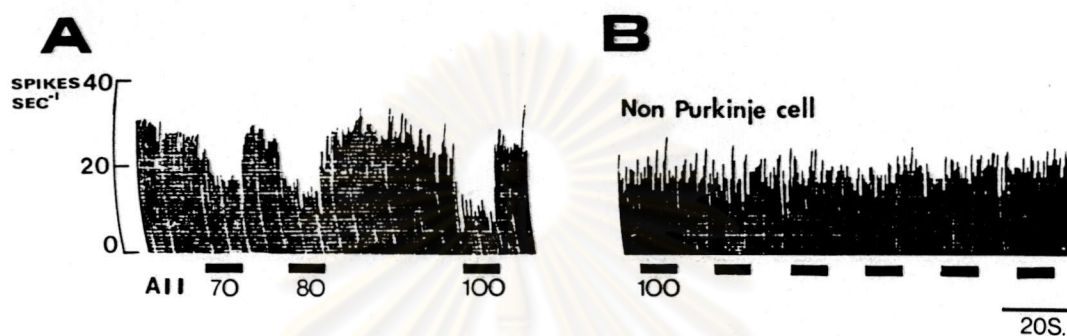 A
B
SPIKES 40
SEC⁻¹
Non Purkinje cell
20
0
AII 70 80 100
100
20S.